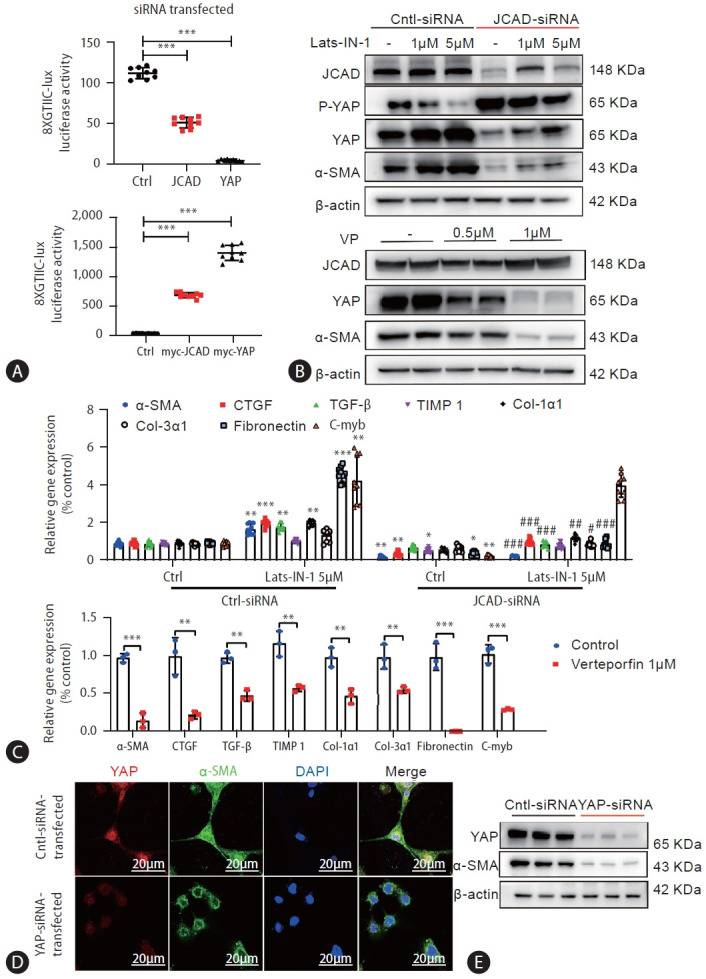 siRNA transfected
***
***
8XGTIIC-lux
luciferase activity
150
100
50
0
Ctrl JCAD YAP
***
***
8XGTIIC-lux
luciferase activity
2,000
1,500
1,000
500
0
Ctrl myc-JCAD myc-YAP
A
Cntl-siRNA JCAD-siRNA
Lats-IN-1 - 1μM 5μM - 1μM 5μM
JCAD 148 KDa
P-YAP 65 KDa
YAP 65 KDa
α-SMA 43 KDa
β-actin 42 KDa
VP - 0.5μM 1μM
JCAD 148 KDa
YAP 65 KDa
α-SMA 43 KDa
β-actin 42 KDa
B
α-SMA CTGF TGF-β TIMP 1 Col-1α1
Col-3α1 Fibronectin C-myb
Relative gene expression
(% control)
8
6
4
2
0
** *** ** ** *** **
** ** * * **
### ### ### ## # ###
Ctrl Lats-IN-1 5μM Ctrl Lats-IN-1 5μM
Ctrl-siRNA JCAD-siRNA
Relative gene expression
(% control)
1.5
1.0
0.5
0.0
*** ** ** ** ** ** *** ***
Control
Verteporfin 1μM
α-SMA CTGF TGF-β TIMP 1 Col-1α1 Col-3α1 Fibronectin C-myb
C
YAP α-SMA DAPI Merge
Cntl-siRNA-
transfected
20μm 20μm 20μm 20μm
YAP-siRNA-
transfected
20μm 20μm 20μm 20μm
D
Cntl-siRNA YAP-siRNA
YAP 65 KDa
α-SMA 43 KDa
β-actin 42 KDa
E